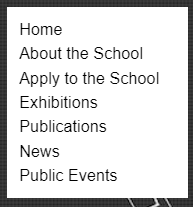 Home
About the School
Apply to the School
Exhibitions
Publications
News
Public Events